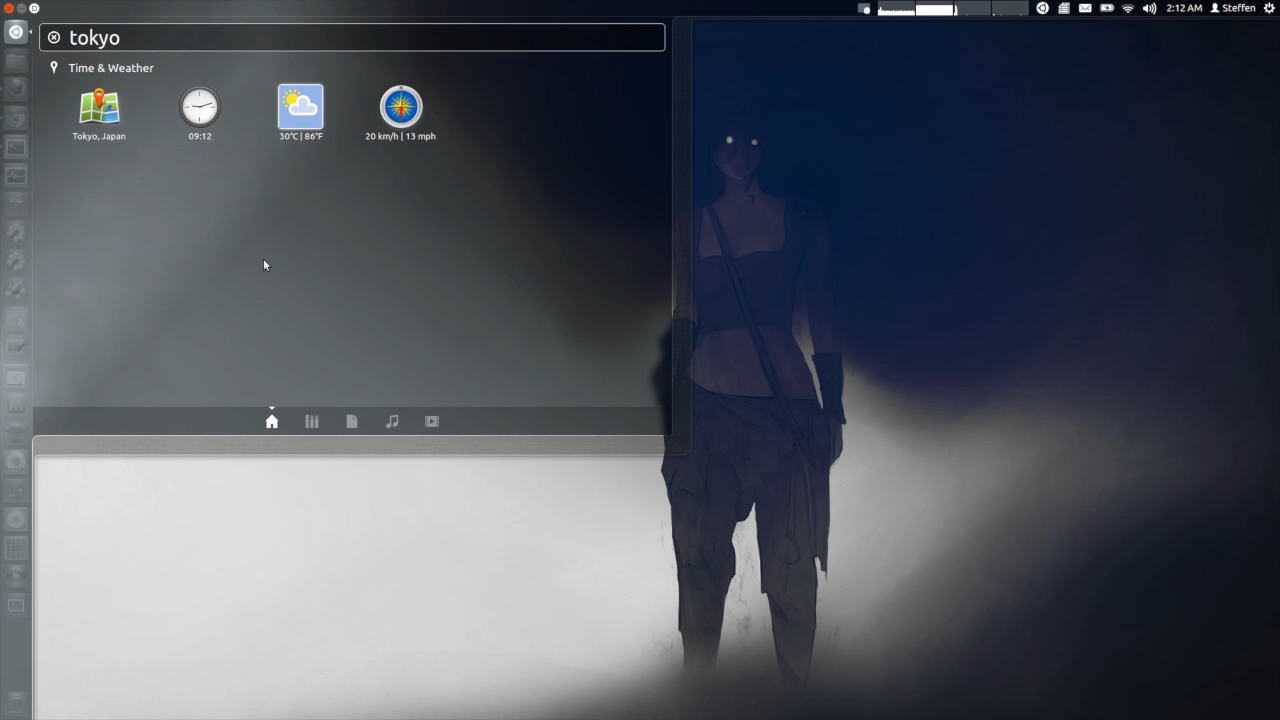 2:12 AM Steffen
tokyo
Time & Weather
Tokyo, Japan
09:12
30°C | 86°F
20 km/h | 13 mph